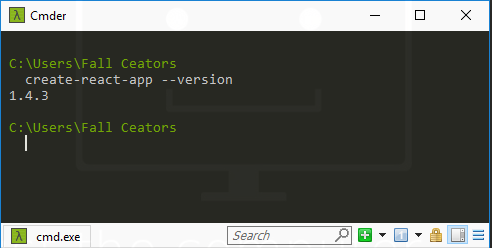 λ Cmder
C:\Users\Fall Ceators
create-react-app --version
1.4.3
C:\Users\Fall Ceators
λ cmd.exe
Search